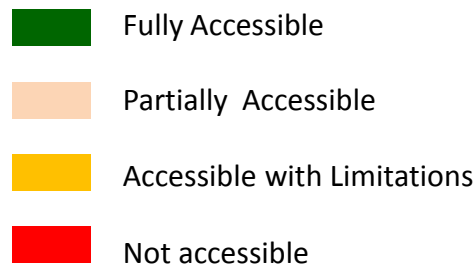 Fully Accessible
Partially Accessible
Accessible with Limitations
Not accessible